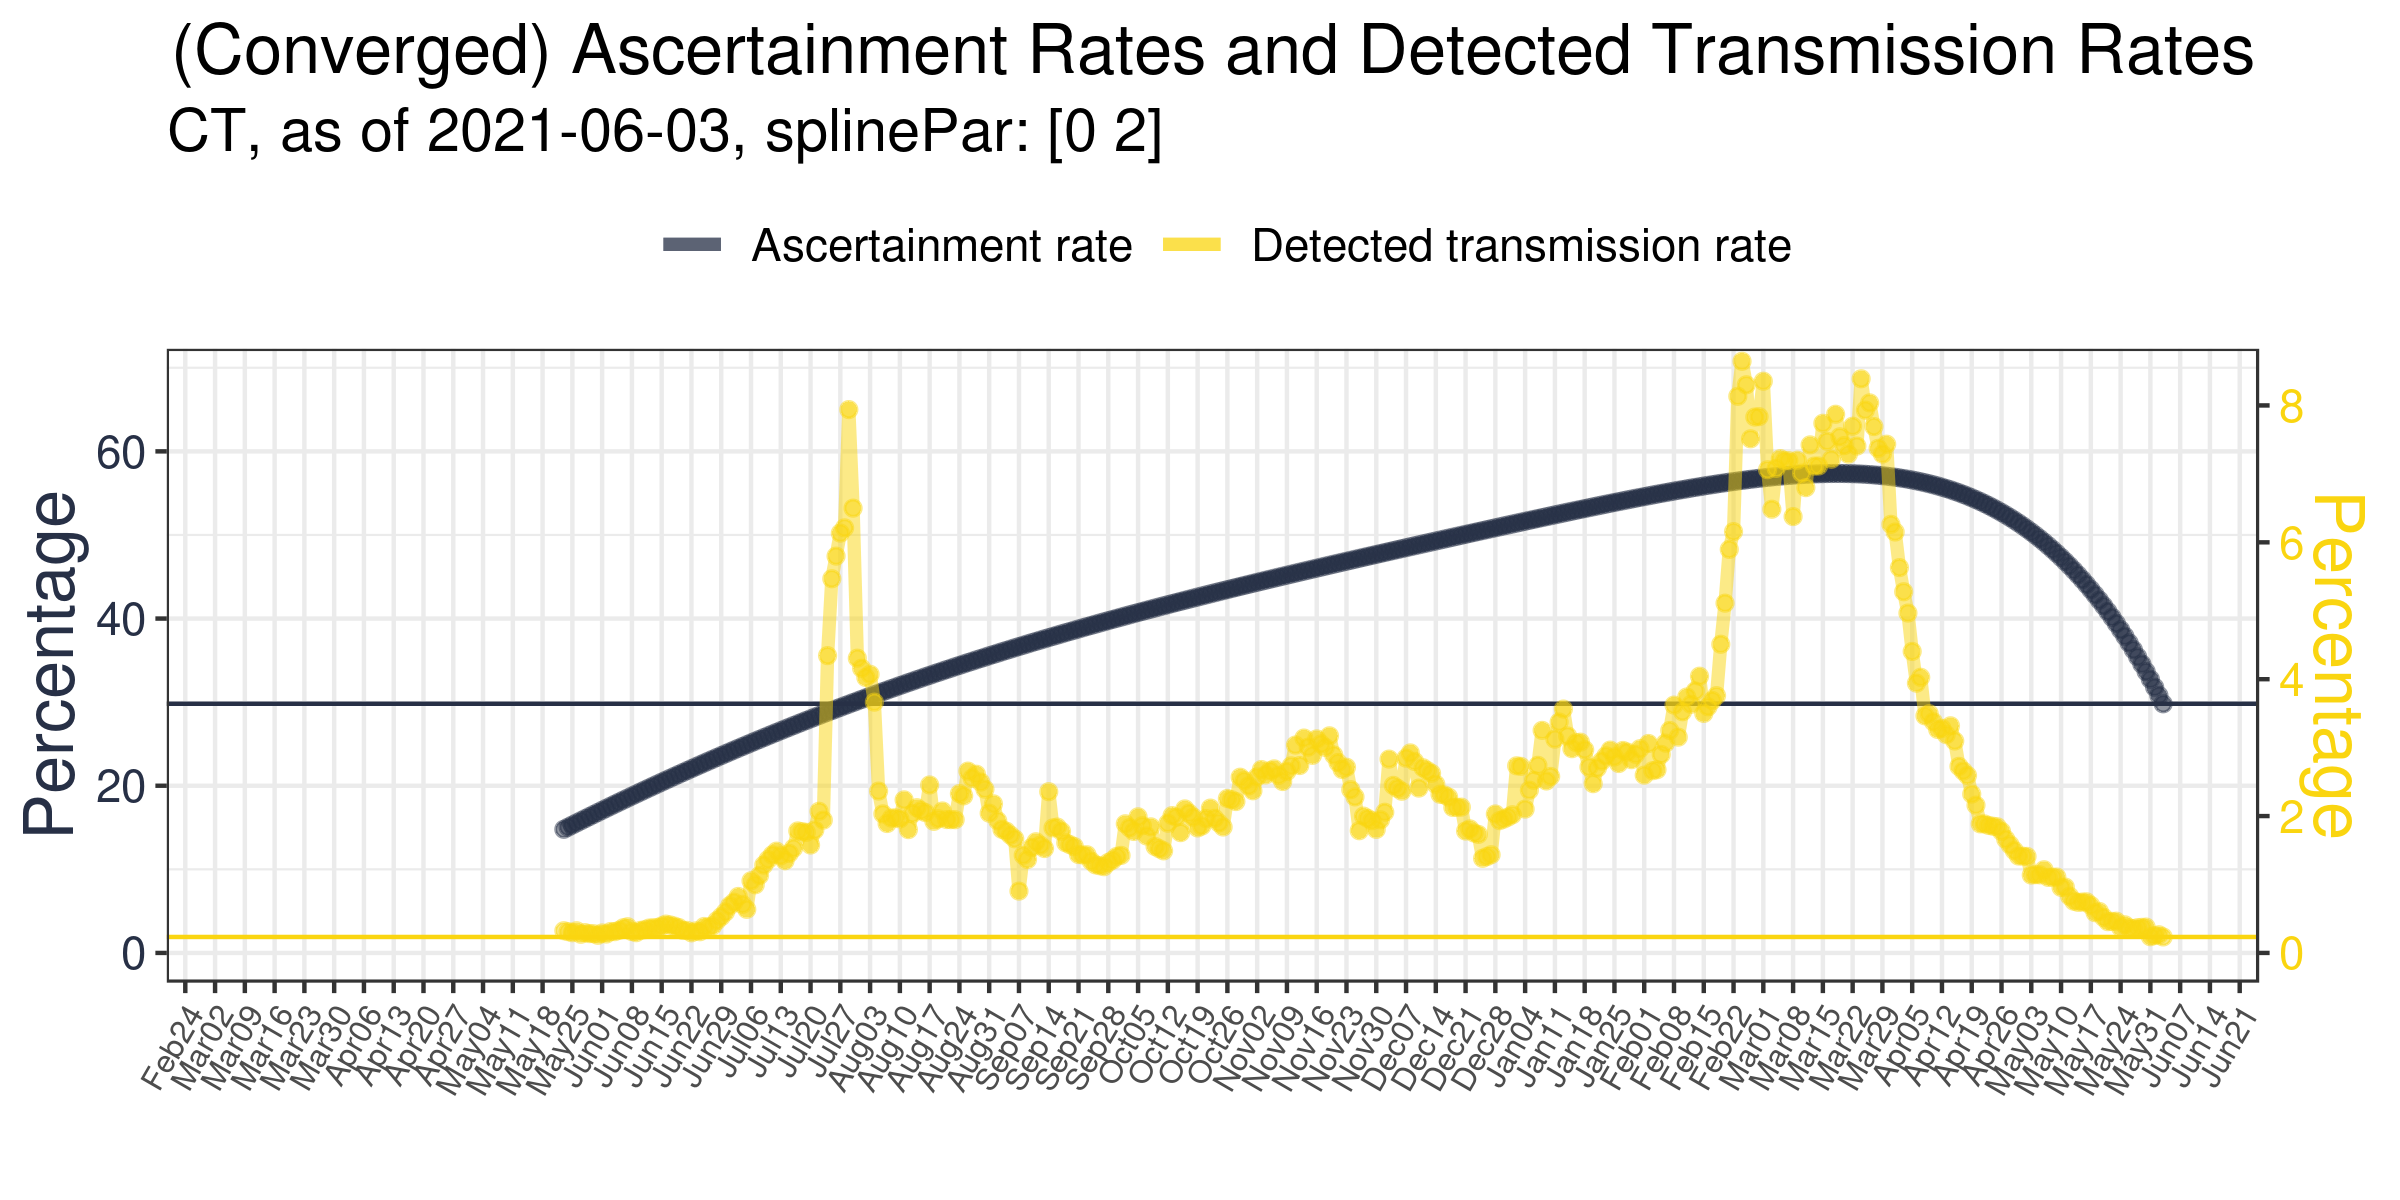 (Converged) Ascertainment Rates and Detected Transmission Rates
CT, as of 2021-06-03, splinePar: [0 2]
Ascertainment rate
Detected transmission rate
Percentage
60
40
20
0
8
6
4
2
0
Percentage
Feb24
Mar02
Mar09
Mar16
Mar23
Mar30
Apr06
Apr13
Apr20
Apr27
May04
May11
May18
May25
Jun01
Jun08
Jun15
Jun22
Jun29
Jul06
Jul13
Jul20
Jul27
Aug03
Aug10
Aug17
Aug24
Aug31
Sep07
Sep14
Sep21
Sep28
Oct05
Oct12
Oct19
Oct26
Nov02
Nov09
Nov16
Nov23
Nov30
Dec07
Dec14
Dec21
Dec28
Jan04
Jan11
Jan18
Jan25
Feb01
Feb08
Feb15
Feb22
Mar01
Mar08
Mar15
Mar22
Mar29
Apr05
Apr12
Apr19
Apr26
May03
May10
May17
May24
May31
Jun07
Jun14
Jun21